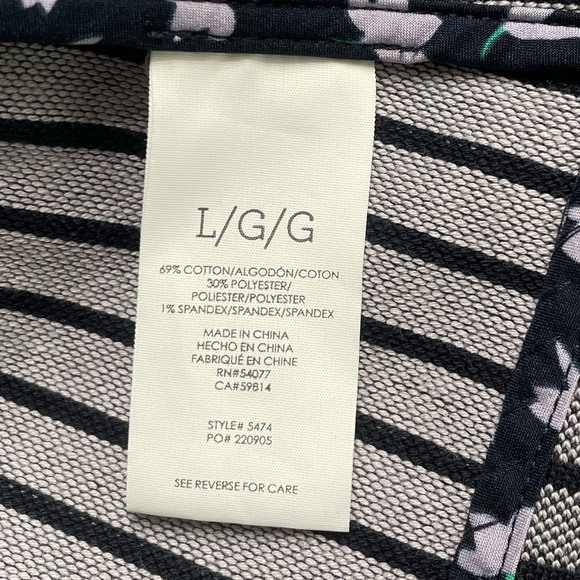 L/G/G
69% COTTON/ALGODÓN/COTON
30% POLYESTER/
POLIESTER/POLYESTER
1% SPANDEX/SPANDEX/SPANDEX
MADE IN CHINA
HECHO EN CHINA
FABRIQUÉ EN CHINE
RN#54077
CA#59814
STYLE# 5474
PO# 220905
SEE REVERSE FOR CARE